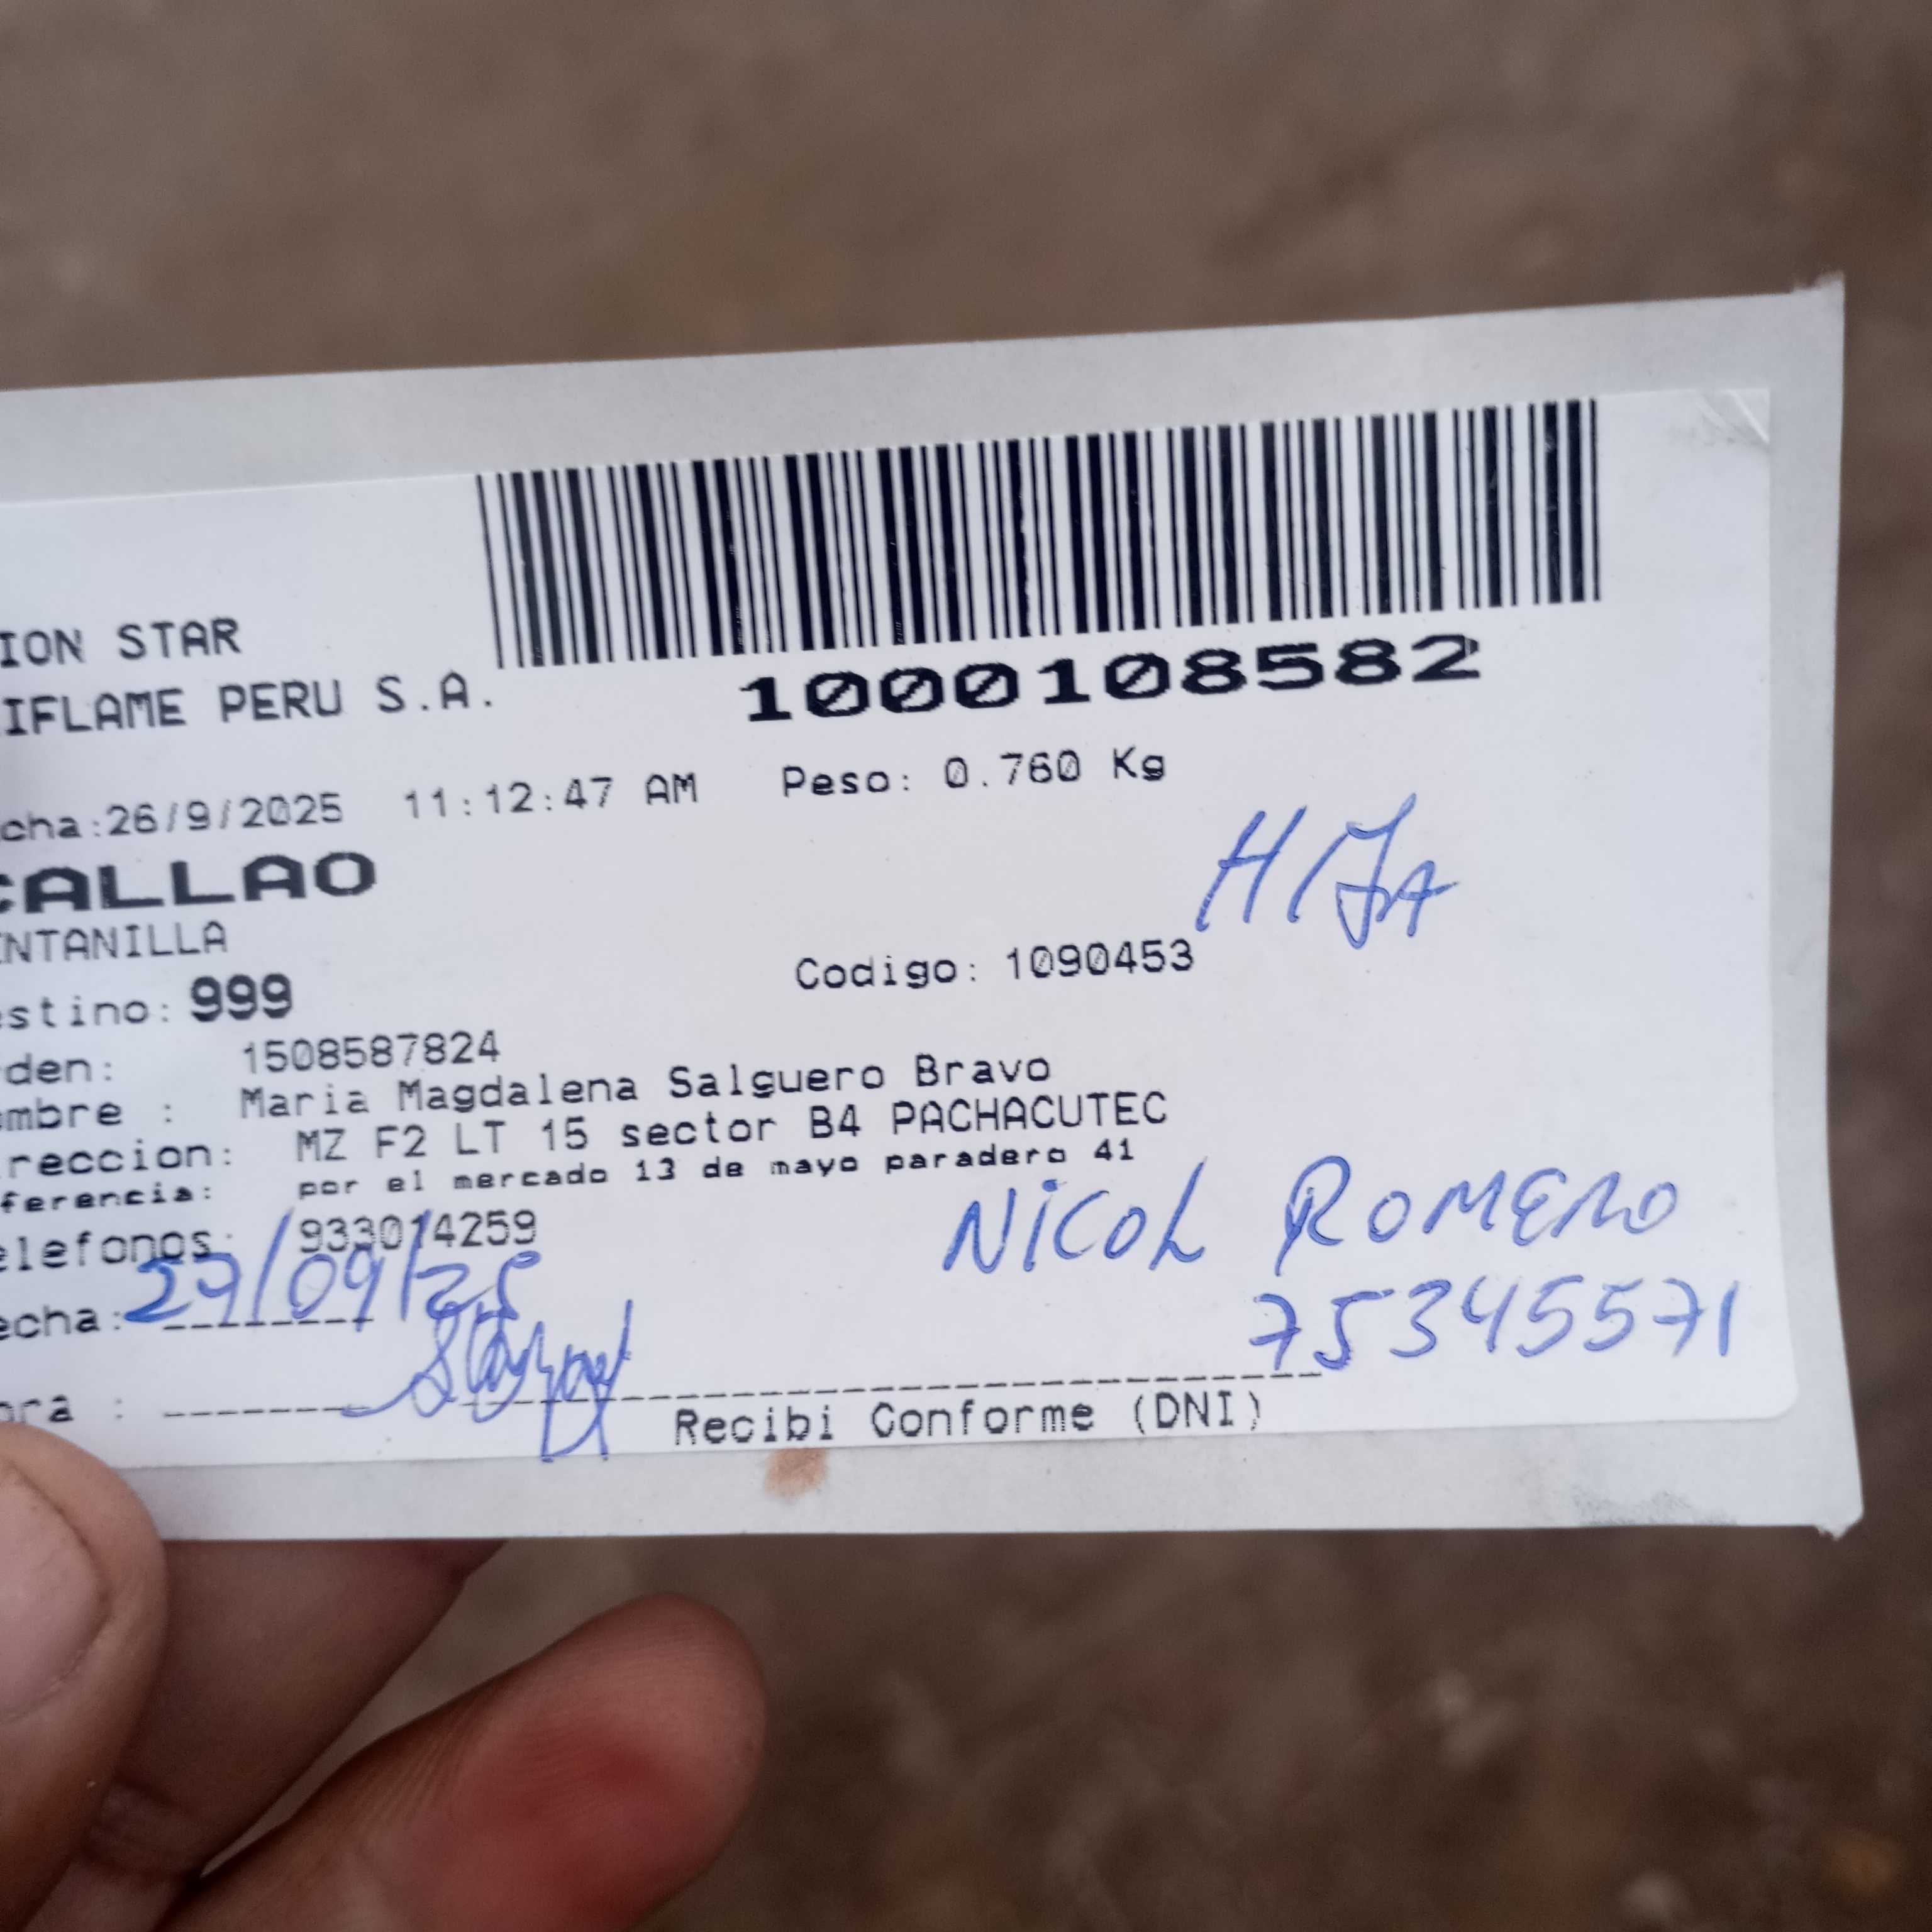 ION STAR
IFLAME PERU S.A.
1000108582
cha:26/9/2025 11:12:47 AM Peso: 0.760 Kg
HIJA
CALLAO
NTANILLA
stino: 999 Codigo: 1090453
den: 1508587824
mbre : Maria Magdalena Salguero Bravo
reccion: MZ F2 LT 15 sector B4 PACHACUTEC
ferencia: por el mercado 13 de mayo paradero 41
elefonos: 933014259
NICOL ROMERO
echa: 29/09/25
75345571
ora :
Recibi Conforme (DNI)